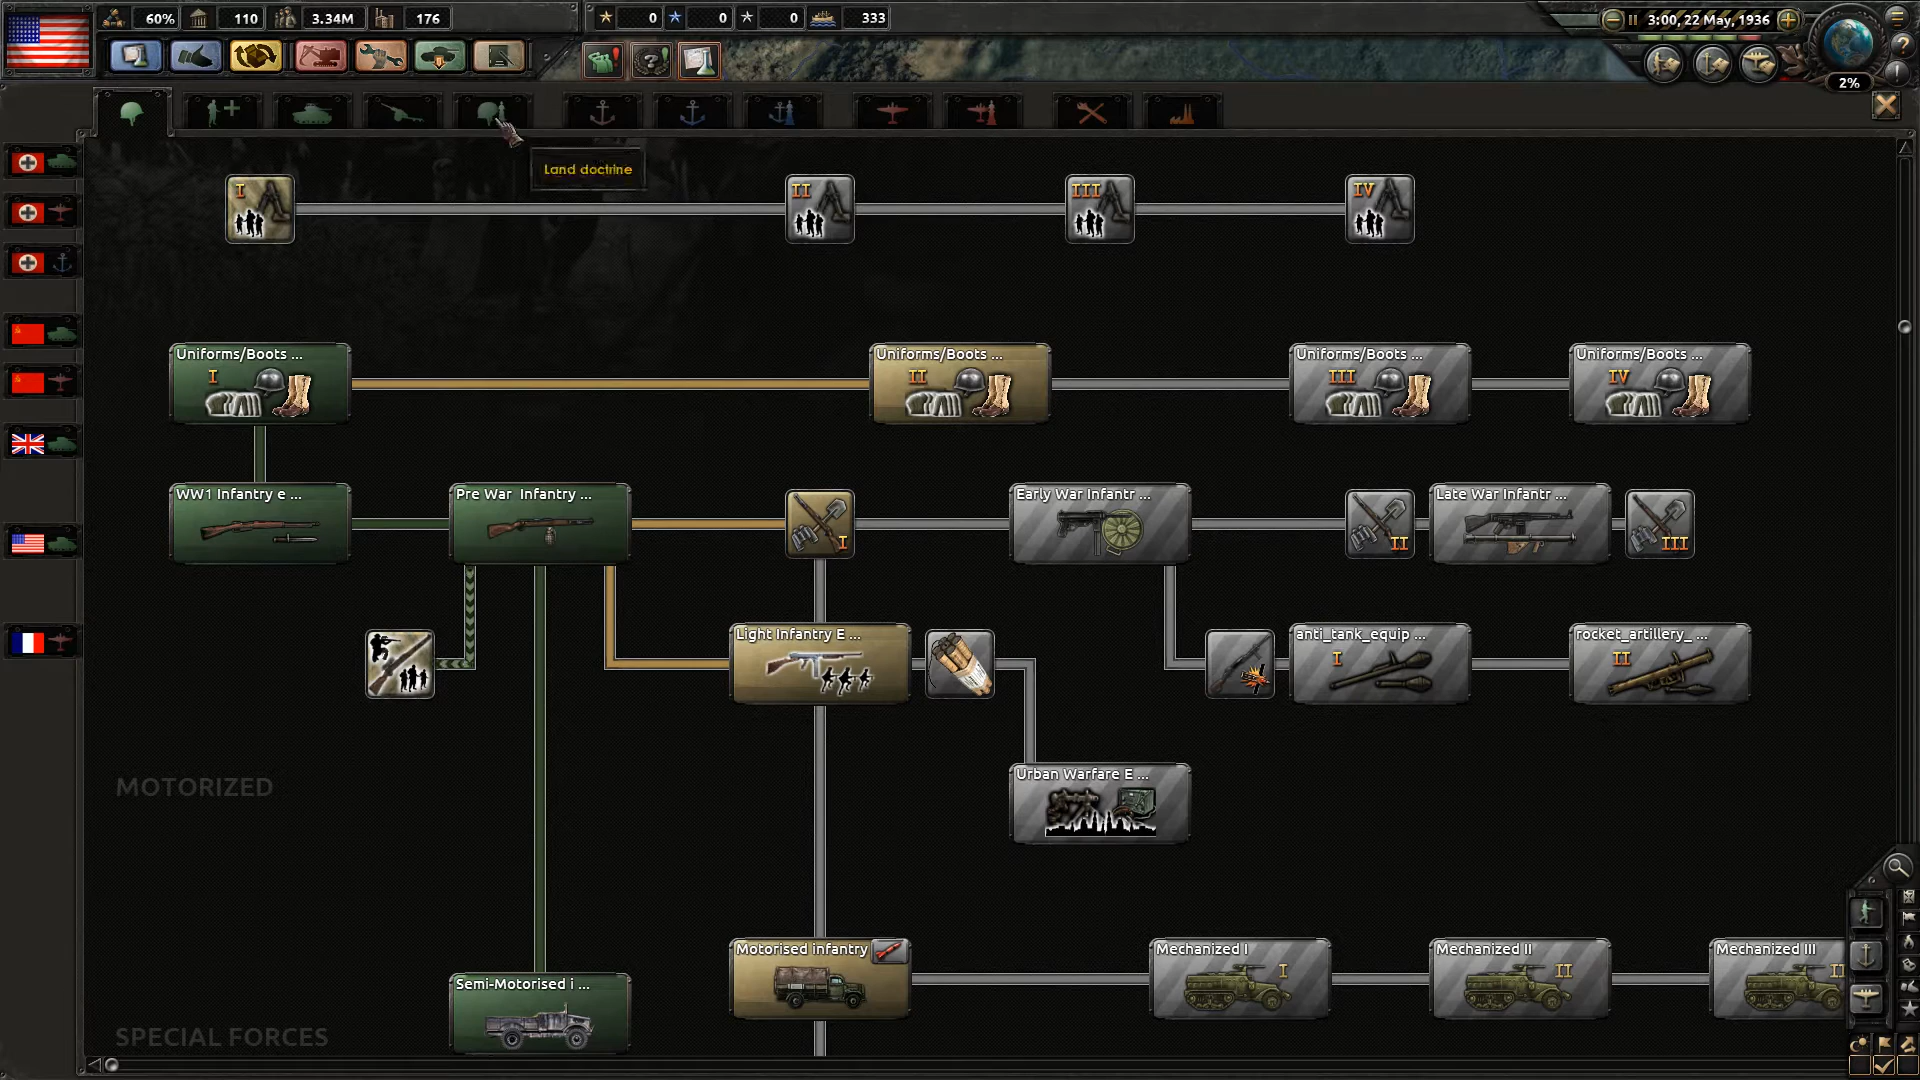 60%
110
3.34M
176
0
0
0
333
3:00, 22 May, 1936
2%
Land doctrine
I
II
III
IV
Uniforms/Boots ...
I
Uniforms/Boots ...
II
Uniforms/Boots ...
III
Uniforms/Boots ...
IV
WW1 Infantry e ...
Pre War Infantry ...
I
Early War Infantr ...
II
Late War Infantr ...
III
Light Infantry E ...
anti_tank_equip ...
I
rocket_artillery_ ...
II
Urban Warfare E ...
MOTORIZED
Motorised infantry
Mechanized I
I
Mechanized II
II
Mechanized III
II
Semi-Motorised i ...
SPECIAL FORCES